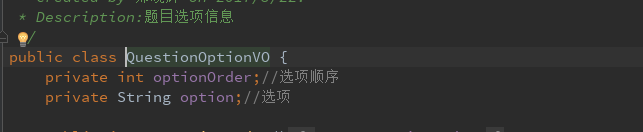 * Description:题目选项信息
*/
public class QuestionOptionVO {
private int optionOrder;//选项顺序
private String option;//选项